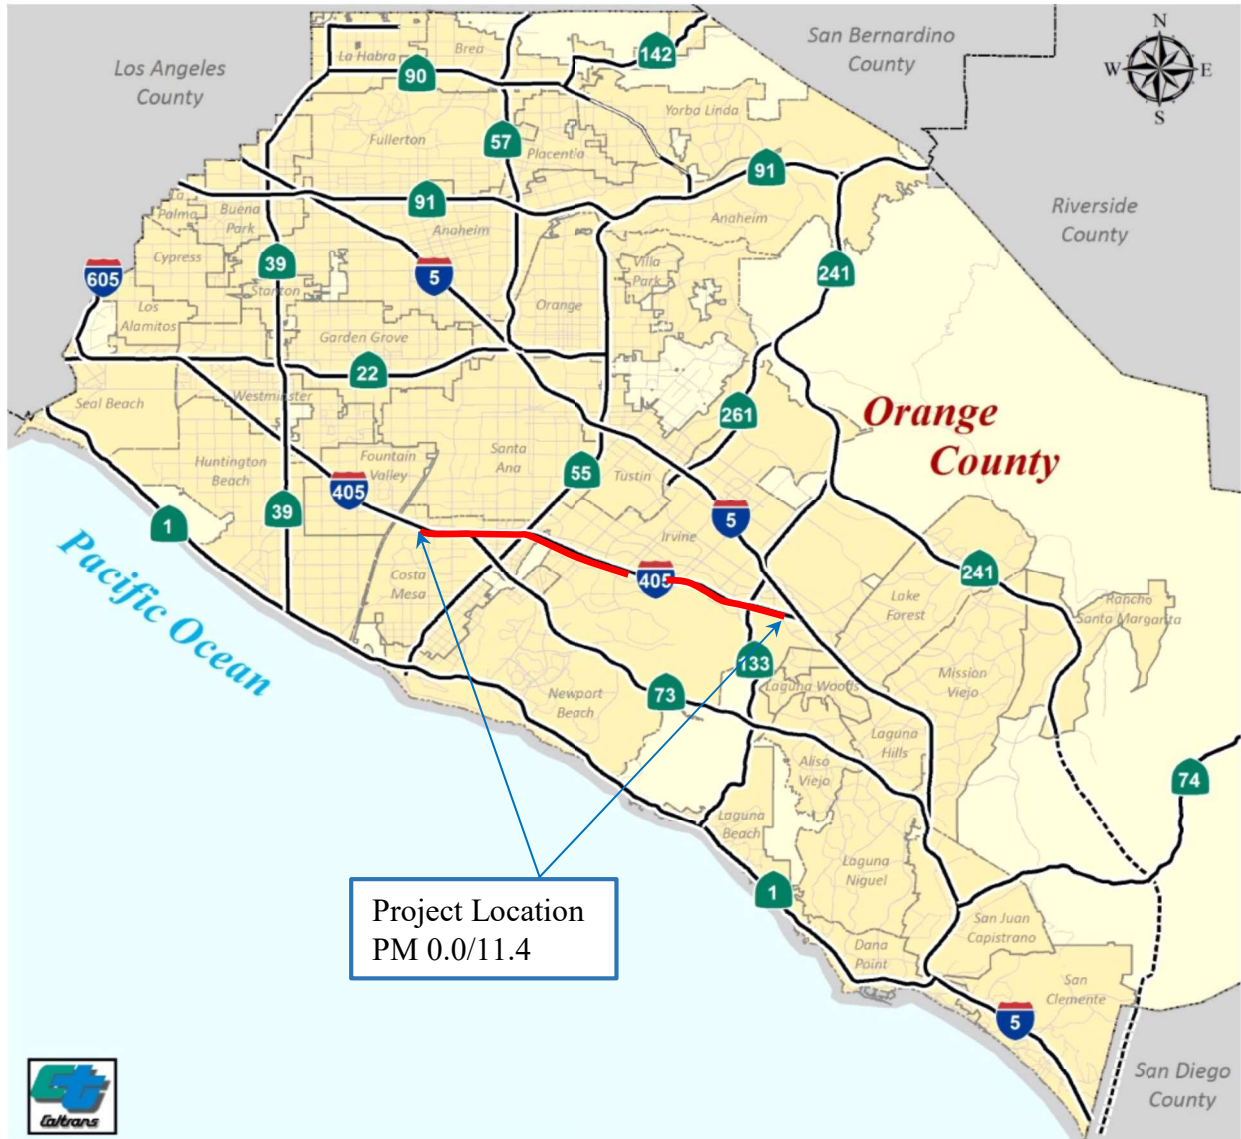 N
W E
S
Los Angeles
County
San Bernardino
County
Riverside
County
San Diego
County
Orange
County
Pacific Ocean
La Habra
Brea
142
90
Yorba Linda
Fullerton
57
Placentia
91
91
La
Palma
Buena
Park
Anaheim
Anaheim
Cypress
39
605
5
Villa
Park
241
Stanton
Orange
Los
Alamitos
Garden Grove
22
Westminster
Seal Beach
261
Santa
Ana
Fountain
Valley
Huntington
Beach
55
Tustin
405
39
1
5
Irvine
405
Costa
Mesa
241
Lake
Forest
Rancho
Santa Margarita
133
Laguna Woods
Mission
Viejo
Newport
Beach
73
Laguna
Hills
Aliso
Viejo
74
Laguna
Beach
Laguna
Niguel
1
San Juan
Capistrano
Dana
Point
San
Clemente
5
Project Location
PM 0.0/11.4
Ct
Caltrans